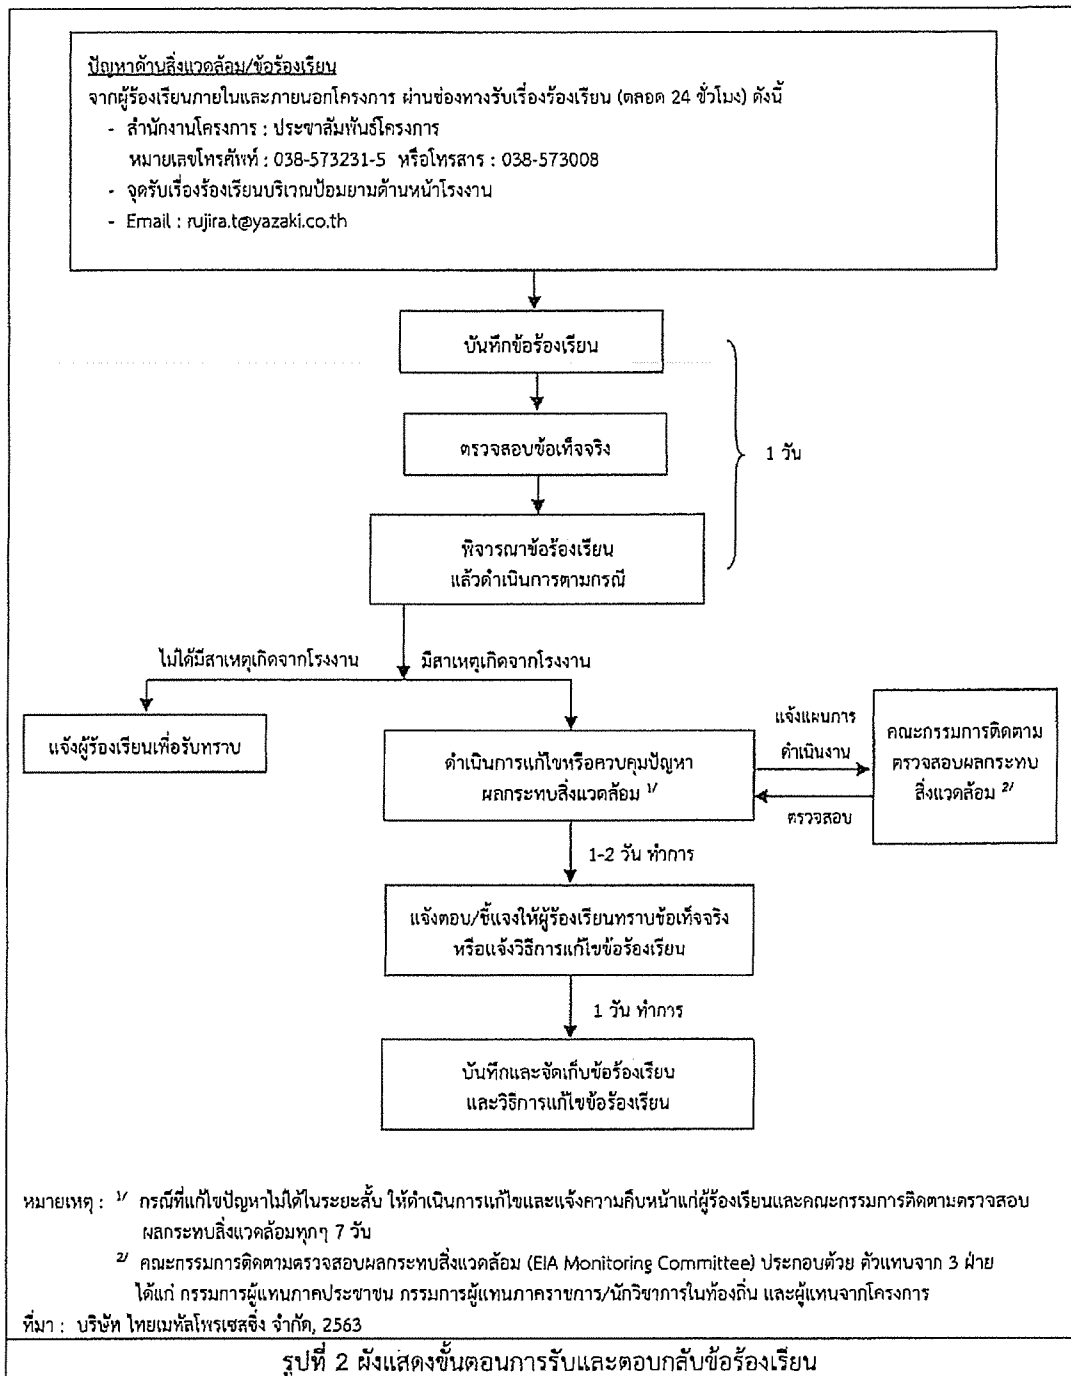 ปัญหาด้านสิ่งแวดล้อม/ข้อร้องเรียน
จากผู้ร้องเรียนภายในและภายนอกโครงการ ผ่านช่องทางรับเรื่องร้องเรียน (ตลอด 24 ชั่วโมง) ดังนี้
- สำนักงานโครงการ : ประชาสัมพันธ์โครงการ
หมายเลขโทรศัพท์ : 038-573231-5 หรือโทรสาร : 038-573008
- จุดรับเรื่องร้องเรียนบริเวณป้อมยามด้านหน้าโรงงาน
- Email : rujira.t@yazaki.co.th
บันทึกข้อร้องเรียน
ตรวจสอบข้อเท็จจริง
1 วัน
พิจารณาข้อร้องเรียน
แล้วดำเนินการตามกรณี
ไม่ได้มีสาเหตุเกิดจากโรงงาน
มีสาเหตุเกิดจากโรงงาน
แจ้งผู้ร้องเรียนเพื่อรับทราบ
ดำเนินการแก้ไขหรือควบคุมปัญหา
ผลกระทบสิ่งแวดล้อม 1/
แจ้งแผนการ
ดำเนินงาน
ตรวจสอบ
คณะกรรมการติดตาม
ตรวจสอบผลกระทบ
สิ่งแวดล้อม 2/
1-2 วัน ทำการ
แจ้งตอบ/ชี้แจงให้ผู้ร้องเรียนทราบข้อเท็จจริง
หรือแจ้งวิธีการแก้ไขข้อร้องเรียน
1 วัน ทำการ
บันทึกและจัดเก็บข้อร้องเรียน
และวิธีการแก้ไขข้อร้องเรียน
หมายเหตุ : 1/ กรณีที่แก้ไขปัญหาไม่ได้ในระยะสั้น ให้ดำเนินการแก้ไขและแจ้งความคืบหน้าแก่ผู้ร้องเรียนและคณะกรรมการติดตามตรวจสอบ
ผลกระทบสิ่งแวดล้อมทุกๆ 7 วัน
2/ คณะกรรมการติดตามตรวจสอบผลกระทบสิ่งแวดล้อม (EIA Monitoring Committee) ประกอบด้วย ตัวแทนจาก 3 ฝ่าย
ได้แก่ กรรมการผู้แทนภาคประชาชน กรรมการผู้แทนภาคราชการ/นักวิชาการในท้องถิ่น และผู้แทนจากโครงการ
ที่มา : บริษัท ไทยเมทัลโพรเซสซิ่ง จำกัด, 2563
รูปที่ 2 ผังแสดงขั้นตอนการรับและตอบกลับข้อร้องเรียน